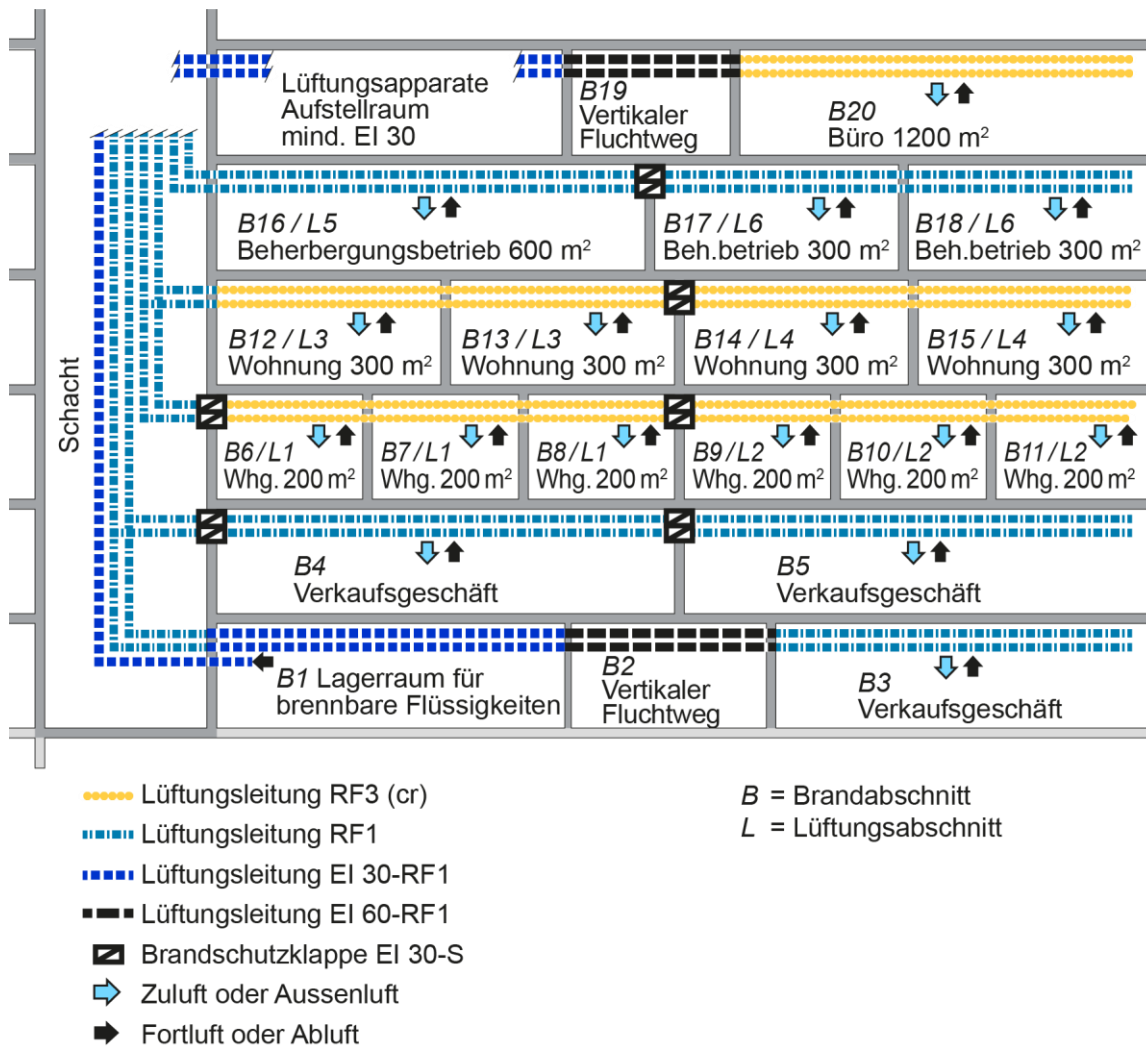 Lüftungsapparate
Aufstellraum
mind. EI 30
B19
Vertikaler
Fluchtweg
B20
Büro 1200 m²
B16 / L5
Beherbergungsbetrieb 600 m²
B17 / L6
Beh.betrieb 300 m²
B18 / L6
Beh.betrieb 300 m²
B12 / L3
Wohnung 300 m²
B13 / L3
Wohnung 300 m²
B14 / L4
Wohnung 300 m²
B15 / L4
Wohnung 300 m²
Schacht
B6/L1
Whg. 200 m²
B7/L1
Whg. 200 m²
B8/L1
Whg. 200 m²
B9/L2
Whg. 200 m²
B10/L2
Whg. 200 m²
B11/L2
Whg. 200 m²
B4
Verkaufsgeschäft
B5
Verkaufsgeschäft
B1 Lagerraum für
brennbare Flüssigkeiten
B2
Vertikaler
Fluchtweg
B3
Verkaufsgeschäft
Lüftungsleitung RF3 (cr)
Lüftungsleitung RF1
Lüftungsleitung EI 30-RF1
Lüftungsleitung EI 60-RF1
Brandschutzklappe EI 30-S
Zuluft oder Aussenluft
Fortluft oder Abluft
B = Brandabschnitt
L = Lüftungsabschnitt